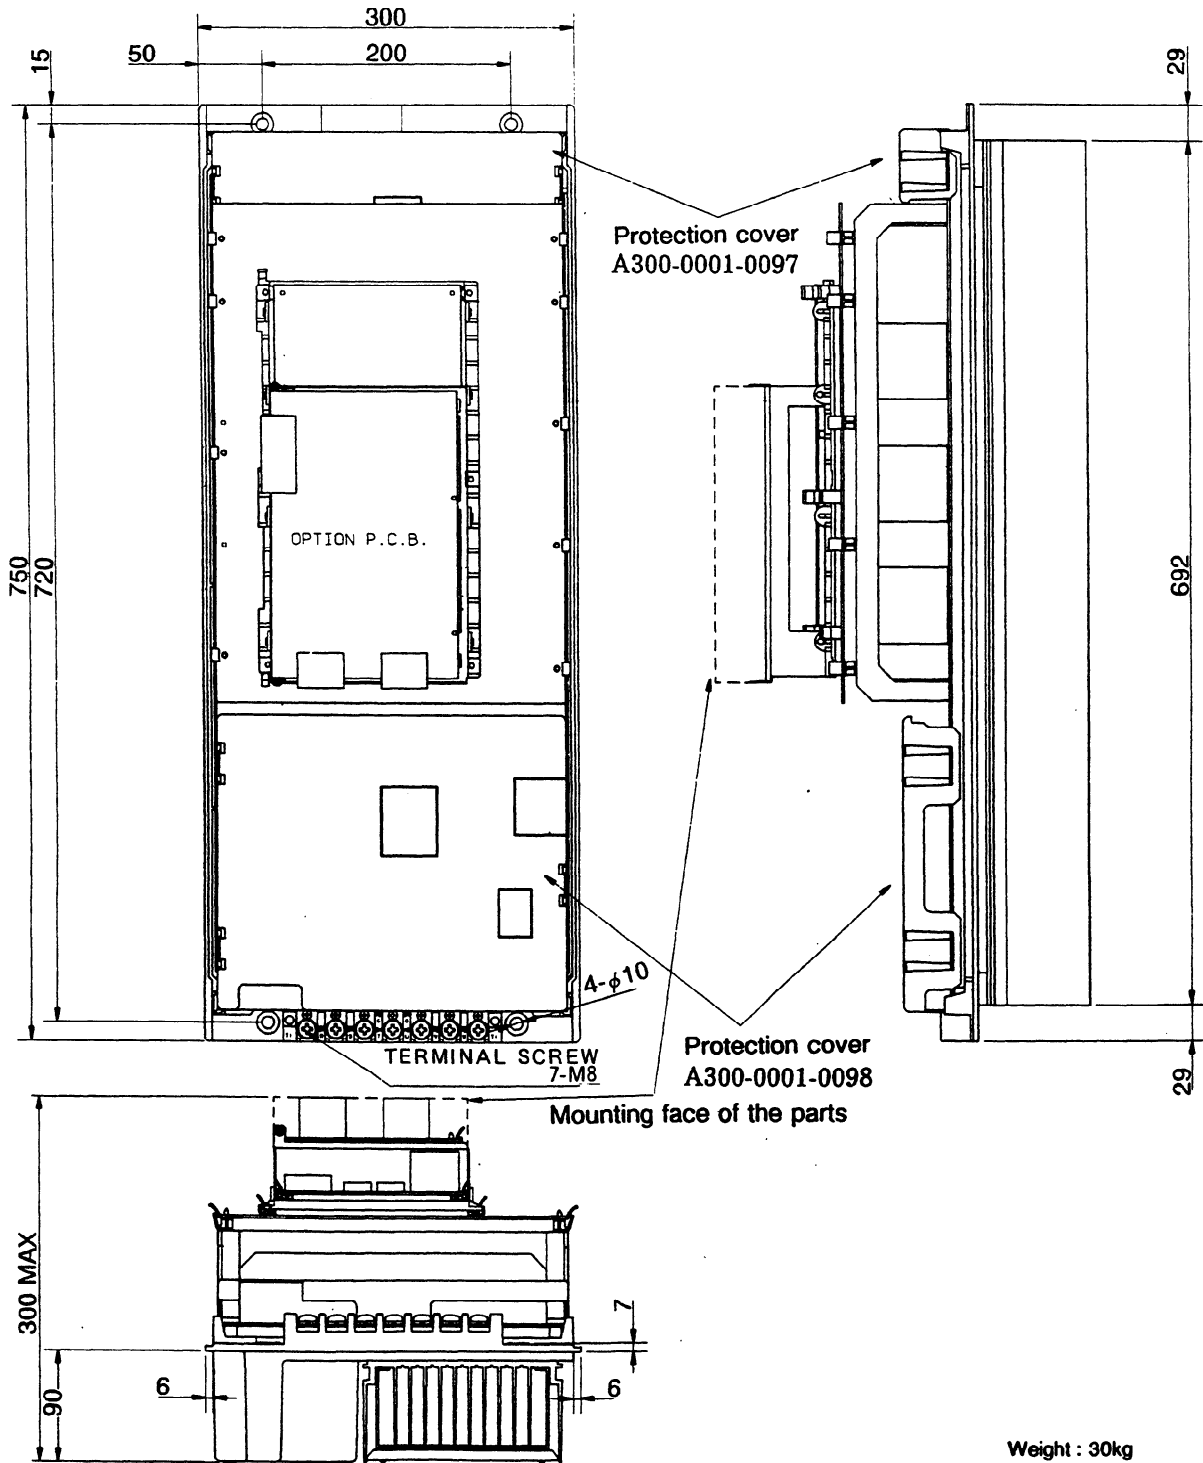 300
50
200
15
29
Protection cover
A300-0001-0097
OPTION P.C.B.
750
720
692
4-φ10
TERMINAL SCREW
7-M8
Protection cover
A300-0001-0098
29
Mounting face of the parts
300 MAX
7
6
6
90
Weight : 30kg